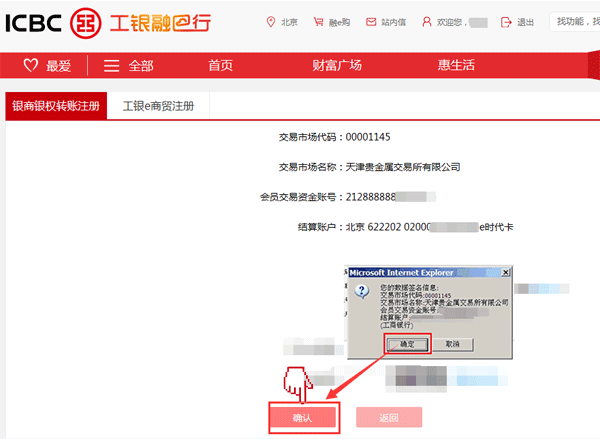 ICBC 工银融e行
北京 融e购 站内信 欢迎您, 退出 找功能,找
最爱 全部 首页 财富广场 惠生活
银商银权转账注册 工银e商贸注册
交易市场代码：00001145
交易市场名称：天津贵金属交易所有限公司
会员交易资金账号：212888888
结算账户：北京 622202 02000 e时代卡
Microsoft Internet Explorer
您的数据签名信息:
交易市场代码:00001145
交易市场名称:天津贵金属交易所有限公司
会员交易资金账号
结算账户
(工商银行)
确定 取消
确认 返回